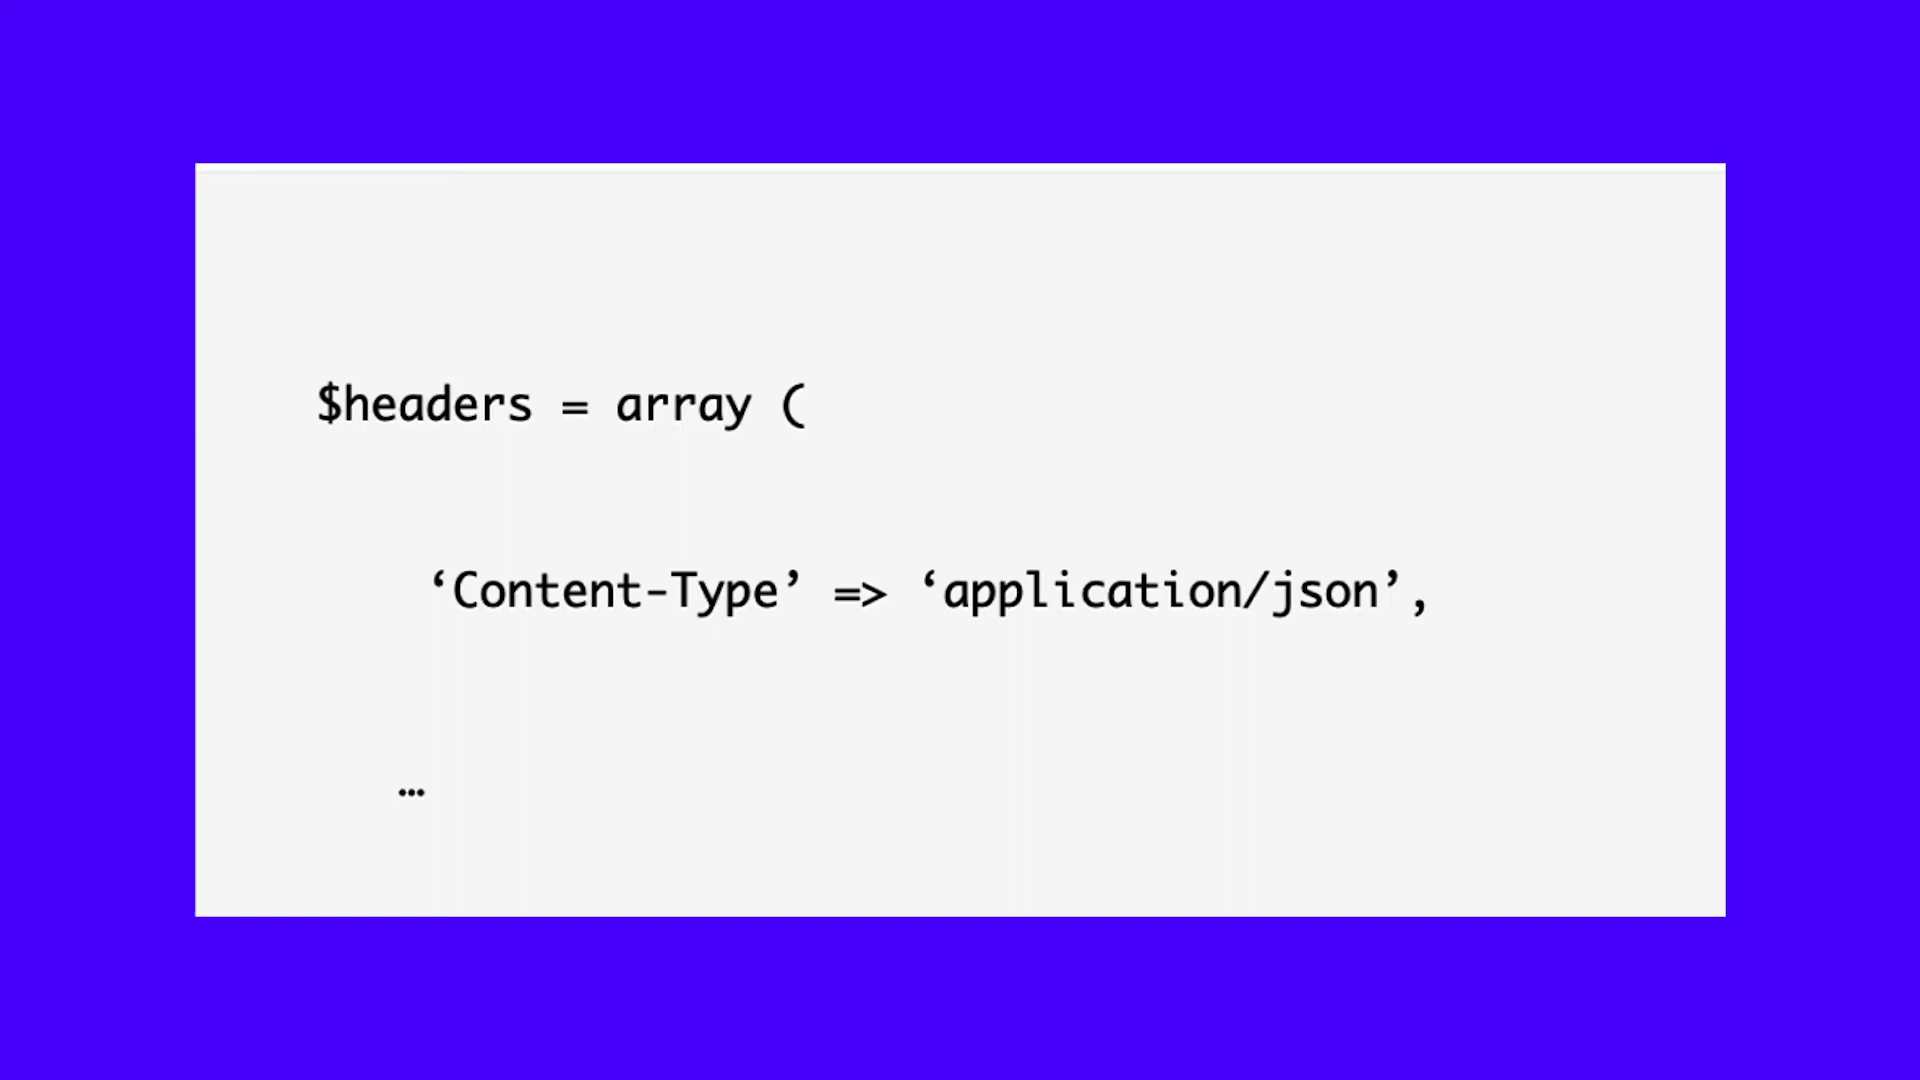 $headers = array (
‘Content-Type’ => ‘application/json’,
…